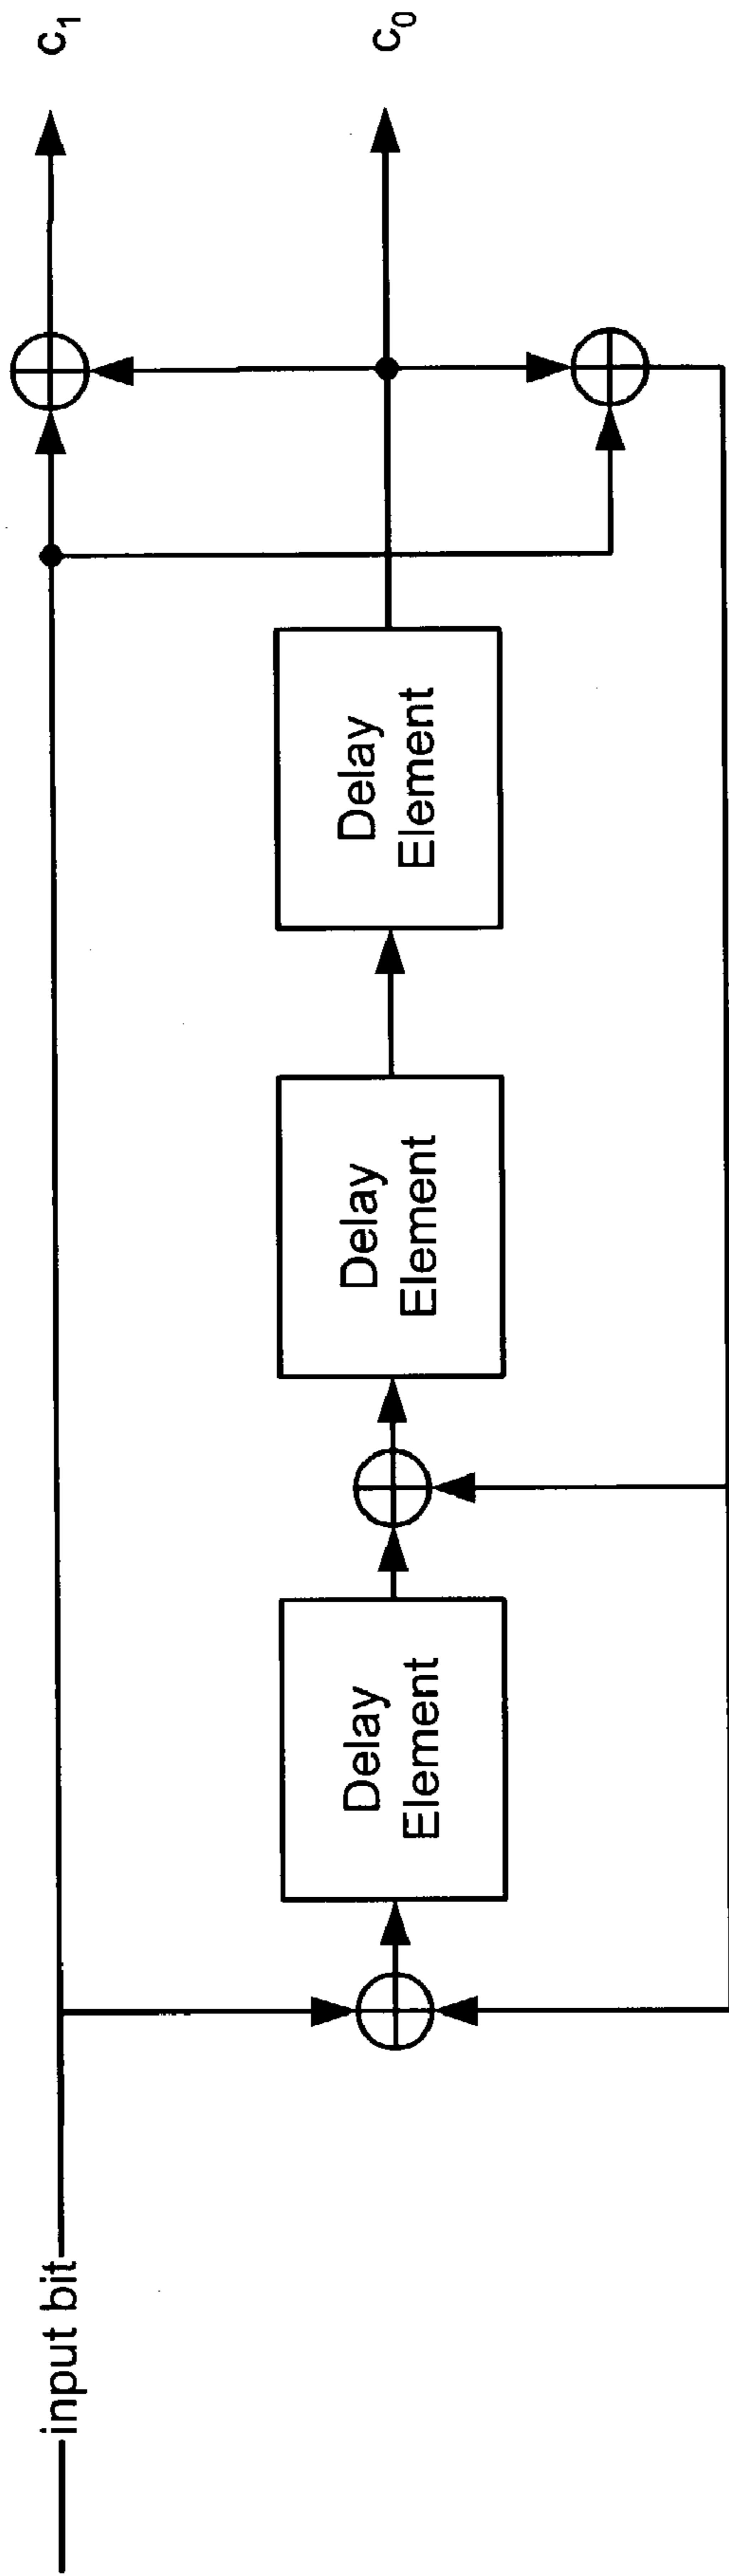 input bit
Delay
Element
Delay
Element
Delay
Element
c₁
c₀